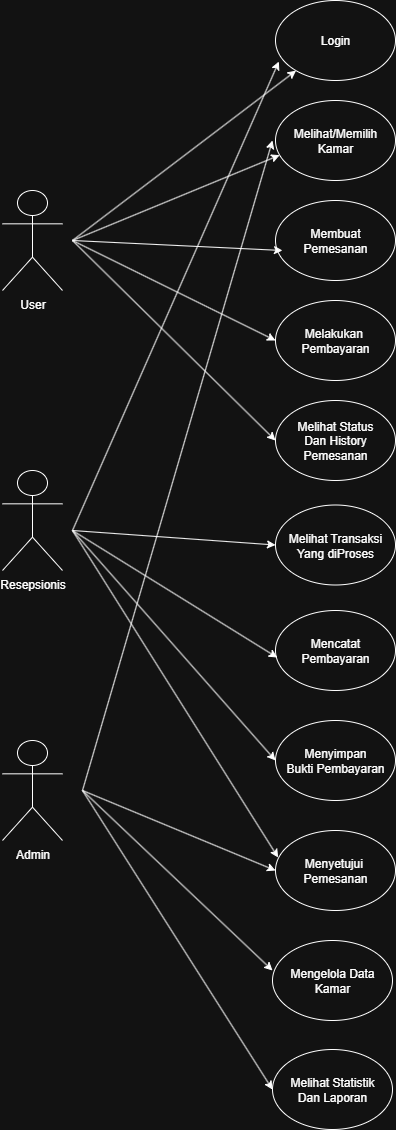 Login
Melihat/Memilih
Kamar
Membuat
Pemesanan
User
Melakukan
Pembayaran
Melihat Status
Dan History
Pemesanan
Melihat Transaksi
Yang diProses
Resepsionis
Mencatat
Pembayaran
Menyimpan
Bukti Pembayaran
Admin
Menyetujui
Pemesanan
Mengelola Data
Kamar
Melihat Statistik
Dan Laporan